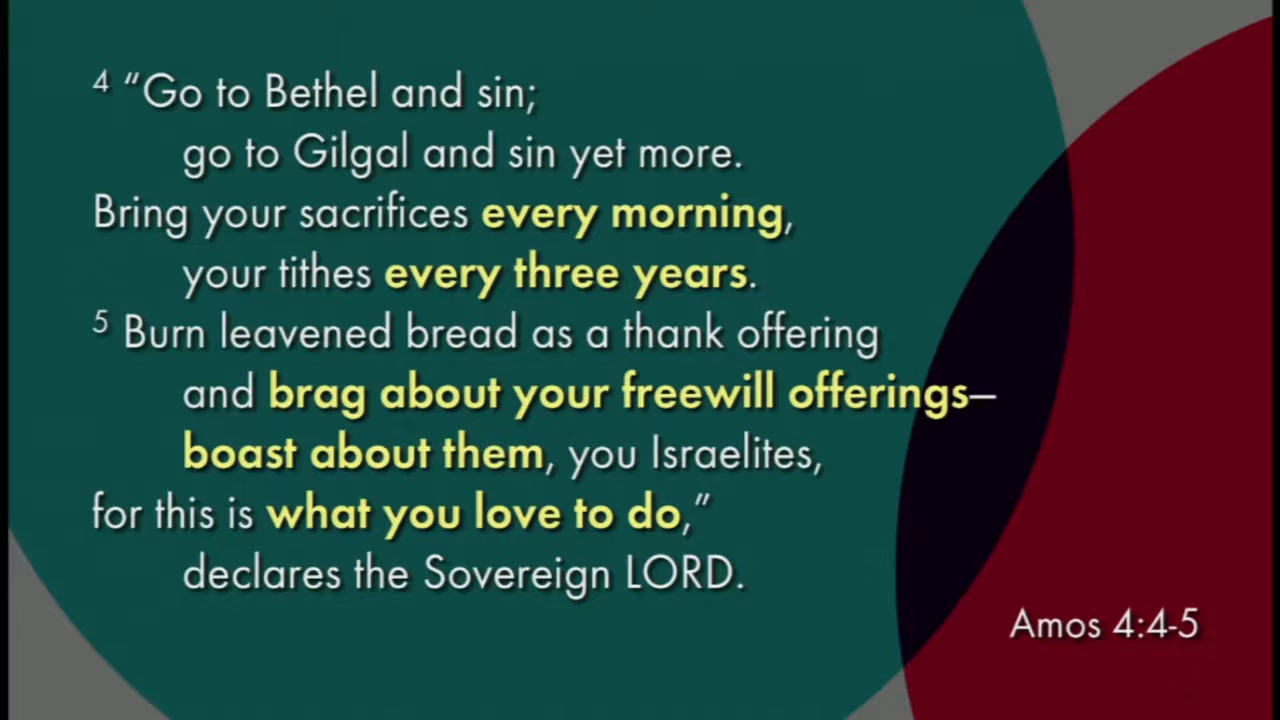 4 “Go to Bethel and sin;
go to Gilgal and sin yet more.
Bring your sacrifices every morning,
your tithes every three years.
5 Burn leavened bread as a thank offering
and brag about your freewill offerings—
boast about them, you Israelites,
for this is what you love to do,”
declares the Sovereign LORD.
Amos 4:4-5